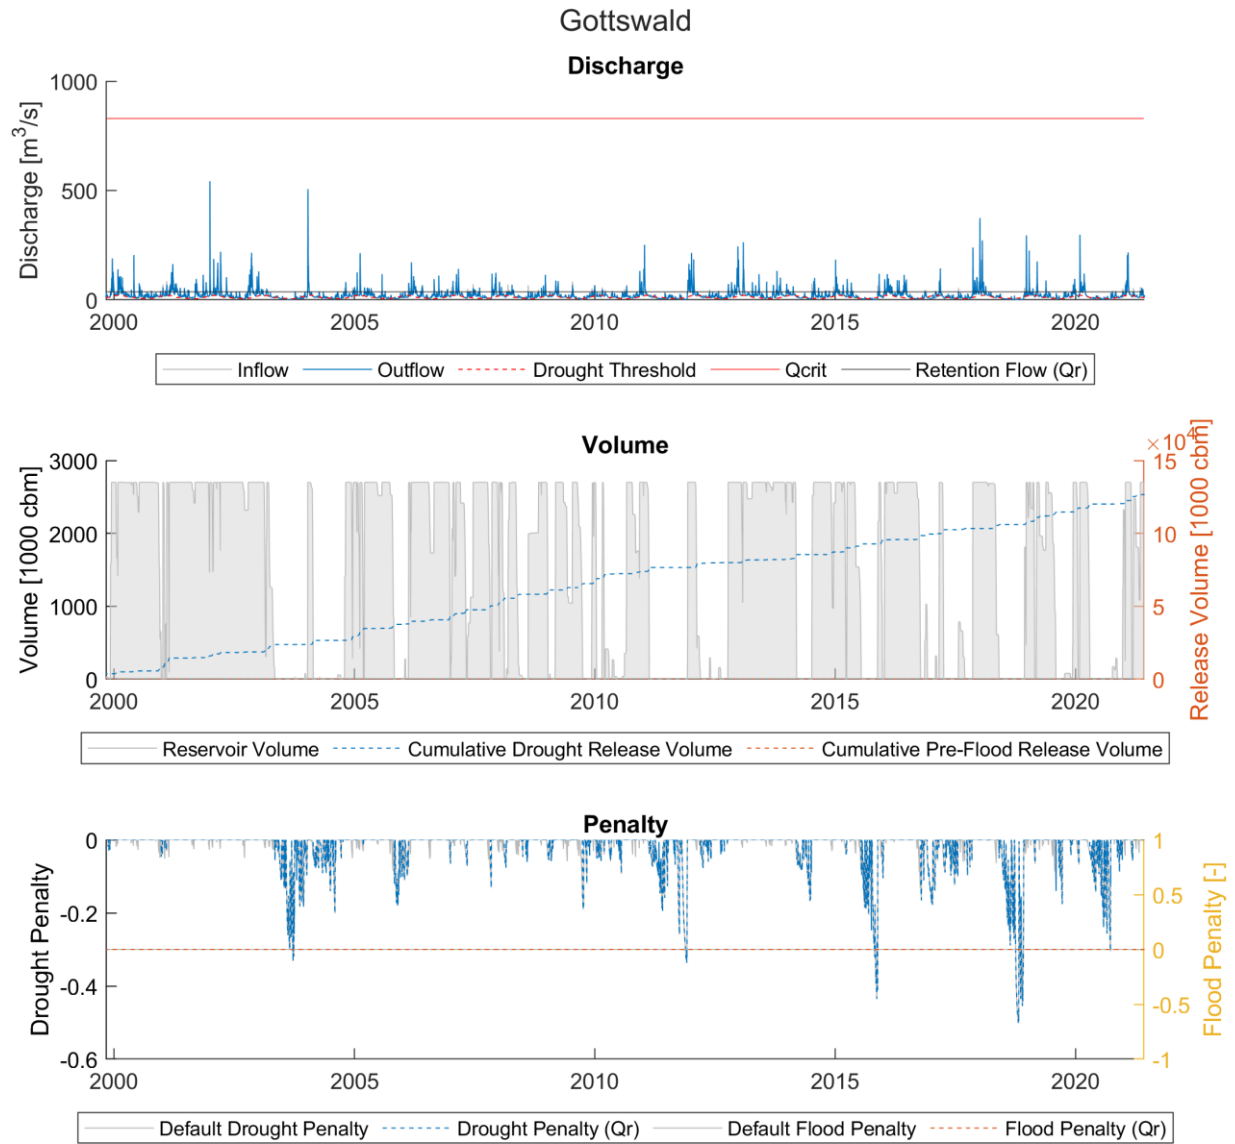 Gottswald
Discharge
Discharge [m³/s]
1000
500
0
2000 2005 2010 2015 2020
Inflow Outflow Drought Threshold Qcrit Retention Flow (Qr)
Volume
Volume [1000 cbm]
3000
2000
1000
0
×10⁴
15
10
5
0
Release Volume [1000 cbm]
2000 2005 2010 2015 2020
Reservoir Volume Cumulative Drought Release Volume Cumulative Pre-Flood Release Volume
Penalty
Drought Penalty
0
-0.2
-0.4
-0.6
1
0.5
0
-0.5
-1
Flood Penalty [-]
2000 2005 2010 2015 2020
Default Drought Penalty Drought Penalty (Qr) Default Flood Penalty Flood Penalty (Qr)